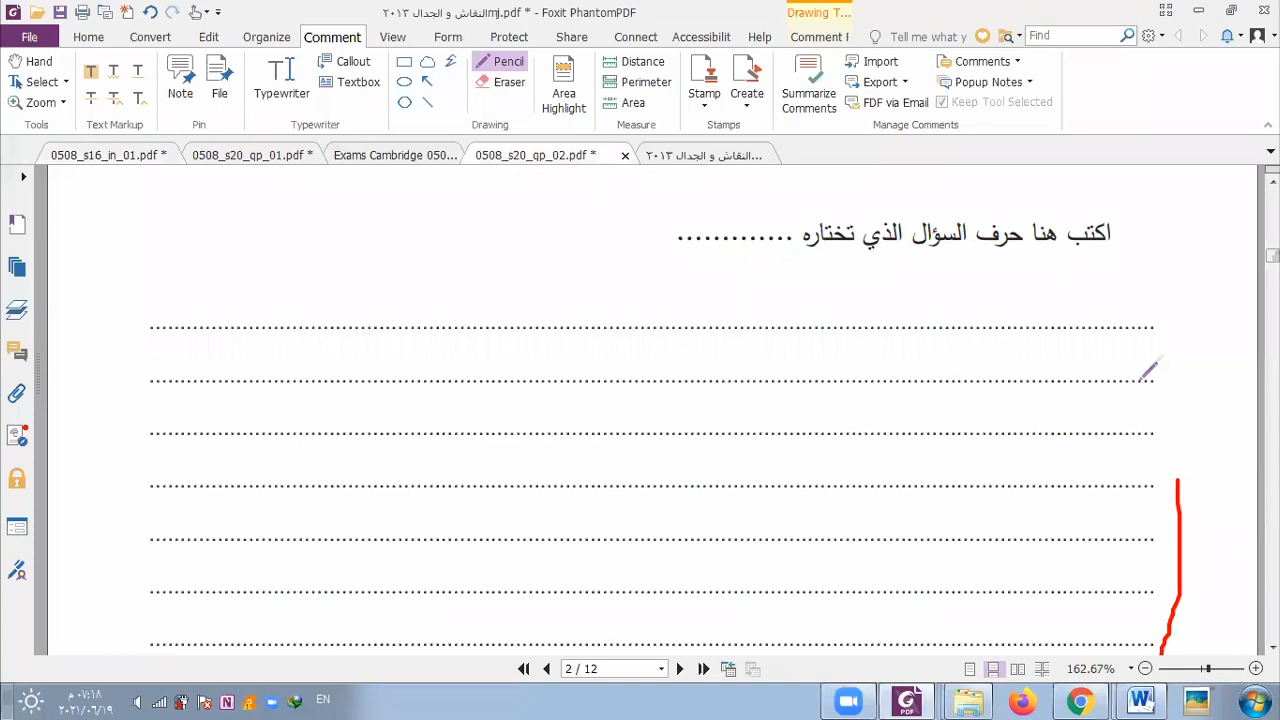 النقاش و الجدال mj.pdf * - Foxit PhantomPDF ٢٠١٣
Drawing T...
File Home Convert Edit Organize Comment View Form Protect Share Connect Accessibilit Help Comment F Tell me what y Find
Hand
Select
Zoom
Tools
Text Markup
Note
File
Pin
Typewriter
Callout
Textbox
Typewriter
Pencil
Eraser
Drawing
Area Highlight
Distance
Perimeter
Area
Measure
Stamp
Create
Stamps
Summarize Comments
Import
Export
FDF via Email
Comments
Popup Notes
Keep Tool Selected
Manage Comments
0508_s16_in_01.pdf * 0508_s20_qp_01.pdf * Exams Cambridge 050... 0508_s20_qp_02.pdf * النقاش و الجدال ٢٠١٣...
اكتب هنا حرف السؤال الذي تختاره .............
2 / 12
162.67%
EN
٠٧:١٨ م
٢٠٢١/٠٦/١٩